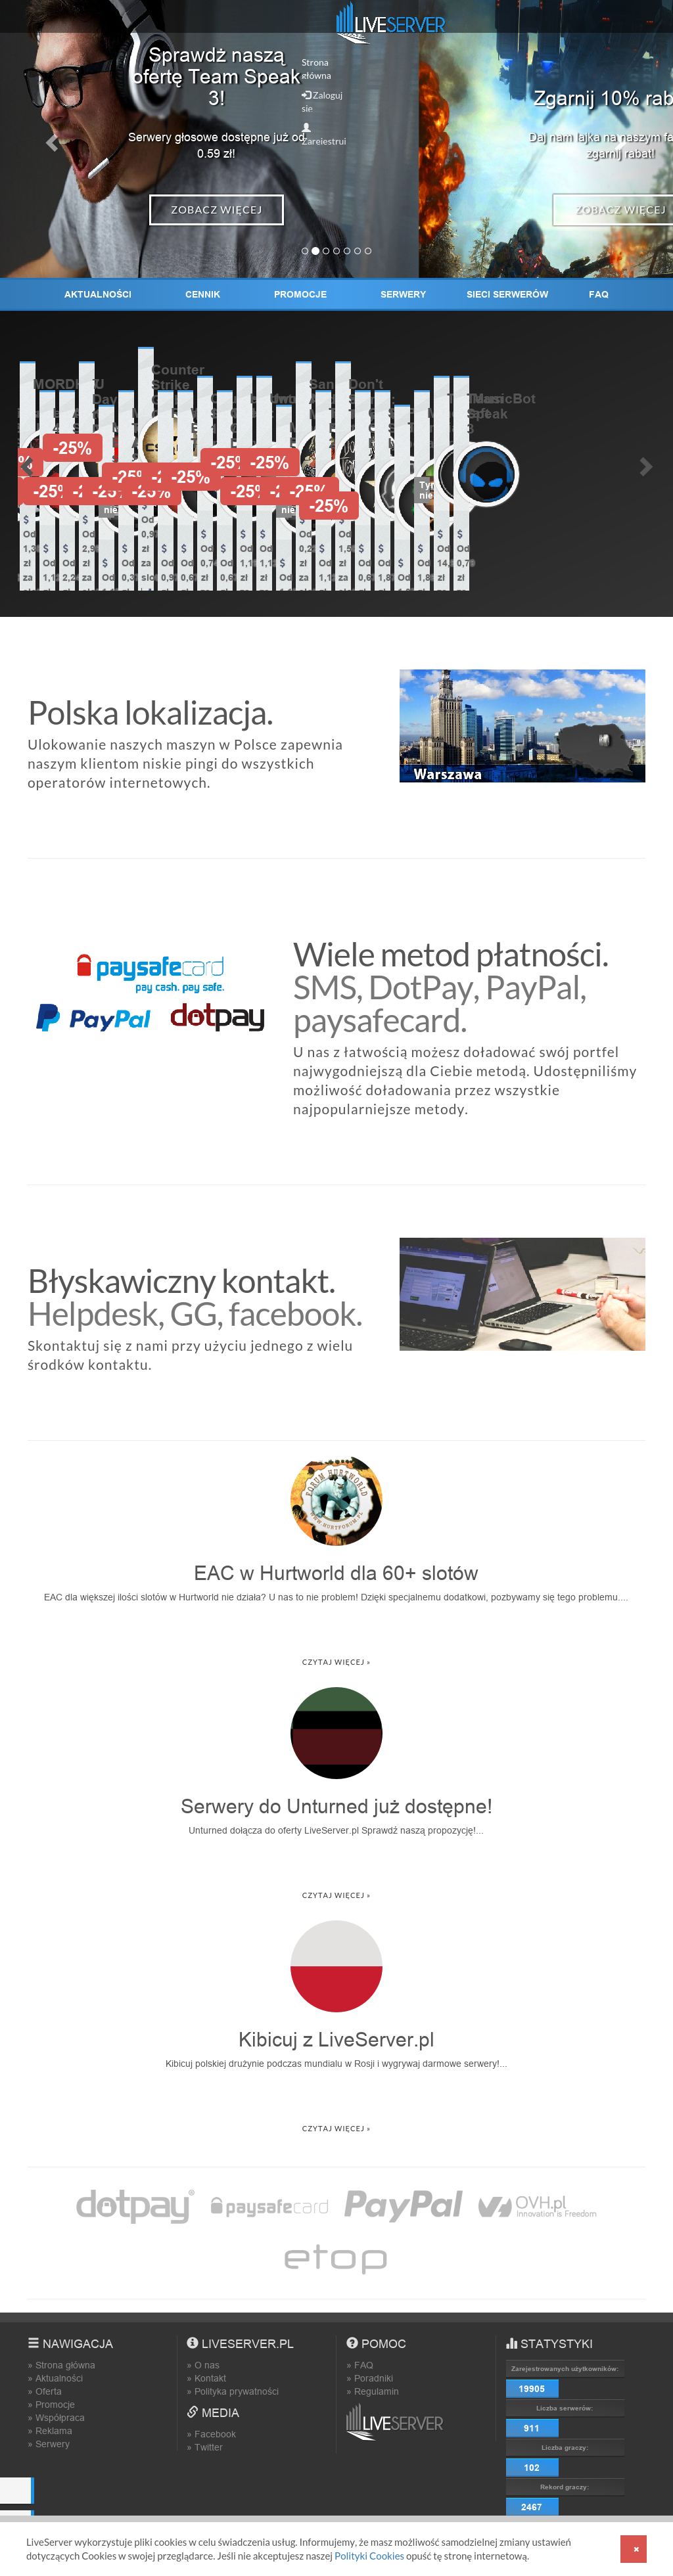 LIVESERVER
Sprawdź naszą
ofertę Team Speak
3!
Serwery głosowe dostępne już od
0.59 zł!
ZOBACZ WIĘCEJ
Strona
główna
Zaloguj
się
Zarejestruj
Zgarnij 10% rab
Daj nam lajka na naszym fa
zgarnij rabat!
ZOBACZ WIĘCEJ
AKTUALNOŚCI
CENNIK
PROMOCJE
SERWERY
SIECI SERWERÓW
FAQ
Counter
Strike
Don't
MusicBot
-25%
-25%
-25%
-25%
-25%
Polska lokalizacja.
Ulokowanie naszych maszyn w Polsce zapewnia
naszym klientom niskie pingi do wszystkich
operatorów internetowych.
Warszawa
paysafecard
pay cash. pay safe.
PayPal
dotpay
Wiele metod płatności.
SMS, DotPay, PayPal,
paysafecard.
U nas z łatwością możesz doładować swój portfel
najwygodniejszą dla Ciebie metodą. Udostępniliśmy
możliwość doładowania przez wszystkie
najpopularniejsze metody.
Błyskawiczny kontakt.
Helpdesk, GG, facebook.
Skontaktuj się z nami przy użyciu jednego z wielu
środków kontaktu.
EAC w Hurtworld dla 60+ slotów
EAC dla większej ilości slotów w Hurtworld nie działa? U nas to nie problem! Dzięki specjalnemu dodatkowi, pozbywamy się tego problemu....
CZYTAJ WIĘCEJ »
Serwery do Unturned już dostępne!
Unturned dołącza do oferty LiveServer.pl Sprawdź naszą propozycję!...
CZYTAJ WIĘCEJ »
Kibicuj z LiveServer.pl
Kibicuj polskiej drużynie podczas mundialu w Rosji i wygrywaj darmowe serwery!...
CZYTAJ WIĘCEJ »
dotpay®
paysafecard
PayPal
OVH.pl
Innovation is Freedom
etop
NAWIGACJA
» Strona główna
» Aktualności
» Oferta
» Promocje
» Współpraca
» Reklama
» Serwery
LIVESERVER.PL
» O nas
» Kontakt
» Polityka prywatności
MEDIA
» Facebook
» Twitter
POMOC
» FAQ
» Poradniki
» Regulamin
LIVESERVER
STATYSTYKI
Zarejestrowanych użytkowników:
19905
Liczba serwerów:
911
Liczba graczy:
102
Rekord graczy:
2467
LiveServer wykorzystuje pliki cookies w celu świadczenia usług. Informujemy, że masz możliwość samodzielnej zmiany ustawień
dotyczących Cookies w swojej przeglądarce. Jeśli nie akceptujesz naszej Polityki Cookies opuść tę stronę internetową.